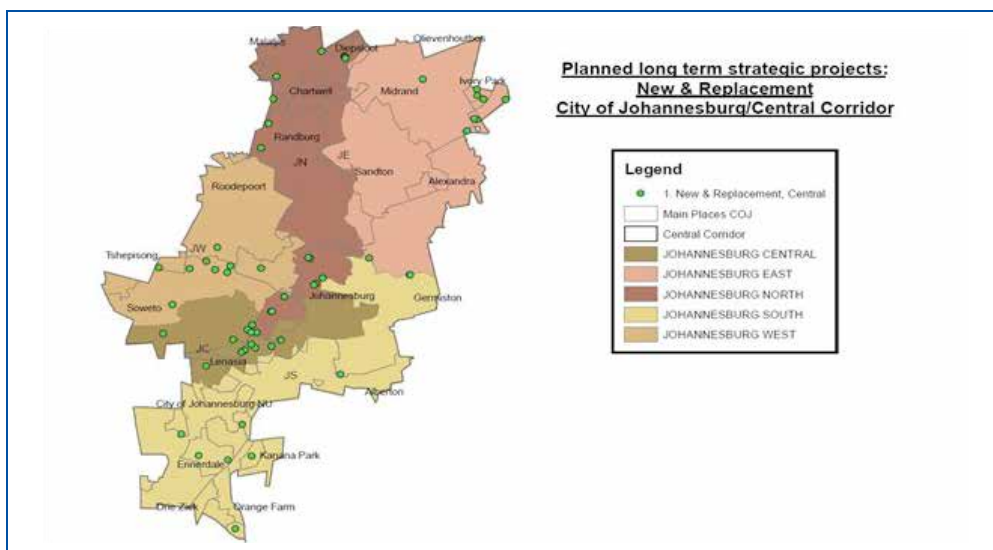 Planned long term strategic projects:
New & Replacement
City of Johannesburg/Central Corridor
Legend
1. New & Replacement, Central
Main Places COJ
Central Corridor
JOHANNESBURG CENTRAL
JOHANNESBURG EAST
JOHANNESBURG NORTH
JOHANNESBURG SOUTH
JOHANNESBURG WEST
Diepsloot
Chartwell
Midrand
Ivory Park
Randburg
JN
JE
Sandton
Alexandra
Roodepoort
JW
Tshepisong
Soweto
Johannesburg
Germiston
JC
Lenasia
JS
Alberton
City of Johannesburg NU
Ennerdale
Kanana Park
Drie Ziek
Orange Farm